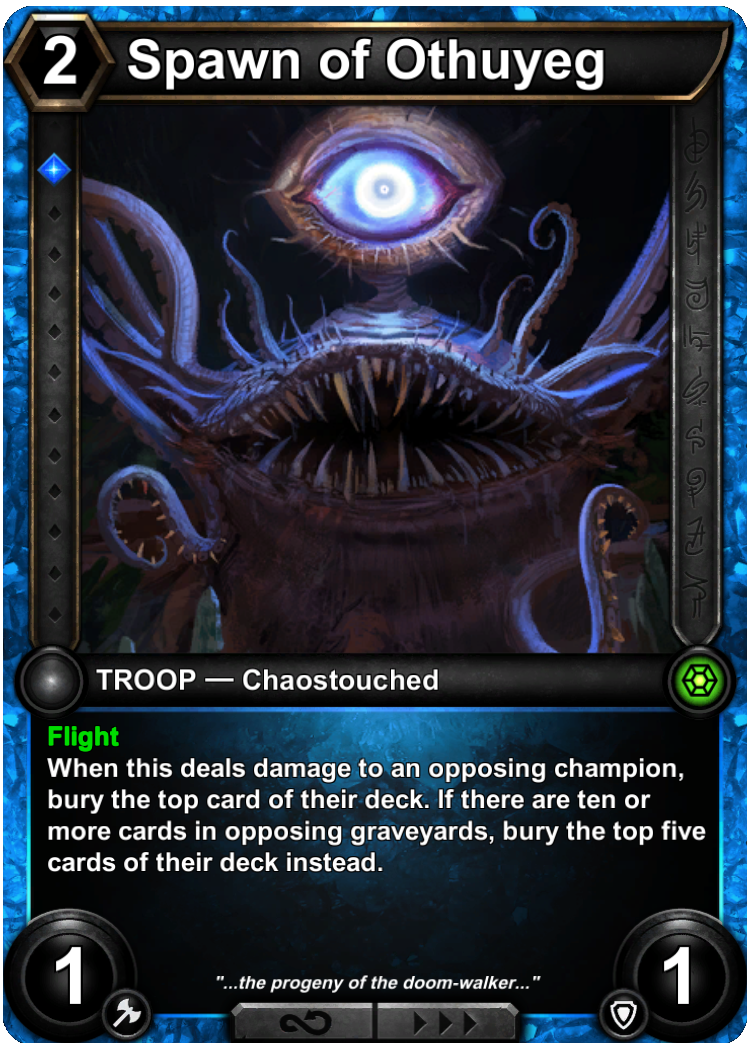 2
Spawn of Othuyeg
TROOP — Chaostouched
Flight
When this deals damage to an opposing champion,
bury the top card of their deck. If there are ten or
more cards in opposing graveyards, bury the top five
cards of their deck instead.
"...the progeny of the doom-walker..."
1
1